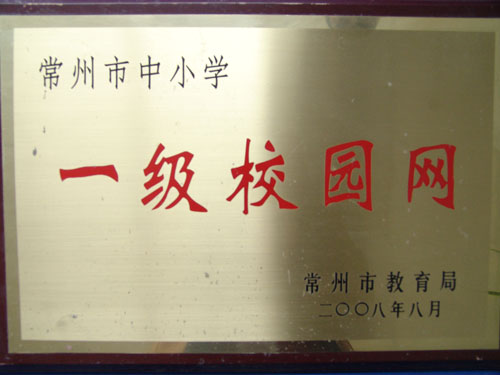 常州市中小学
一级校园网
常州市教育局
二〇〇八年八月